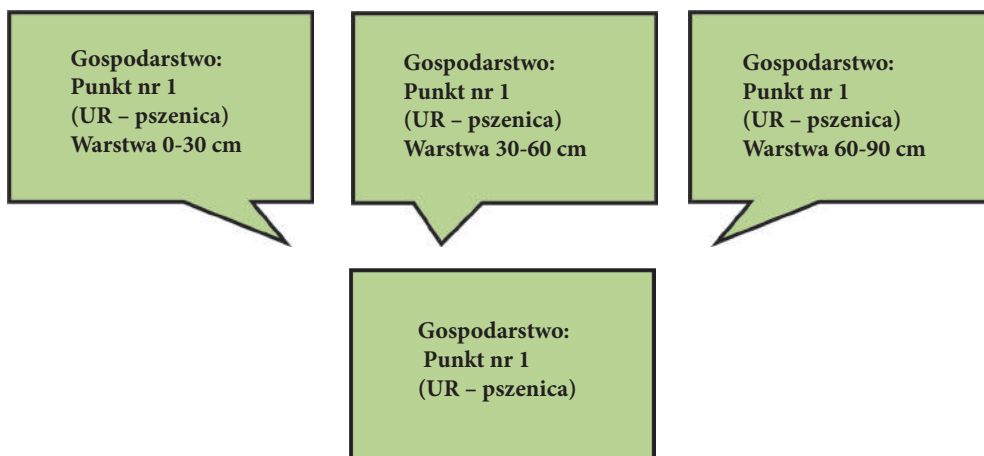 Gospodarstwo:
Punkt nr 1
(UR – pszenica)
Warstwa 0-30 cm
Gospodarstwo:
Punkt nr 1
(UR – pszenica)
Warstwa 30-60 cm
Gospodarstwo:
Punkt nr 1
(UR – pszenica)
Warstwa 60-90 cm
Gospodarstwo:
Punkt nr 1
(UR – pszenica)